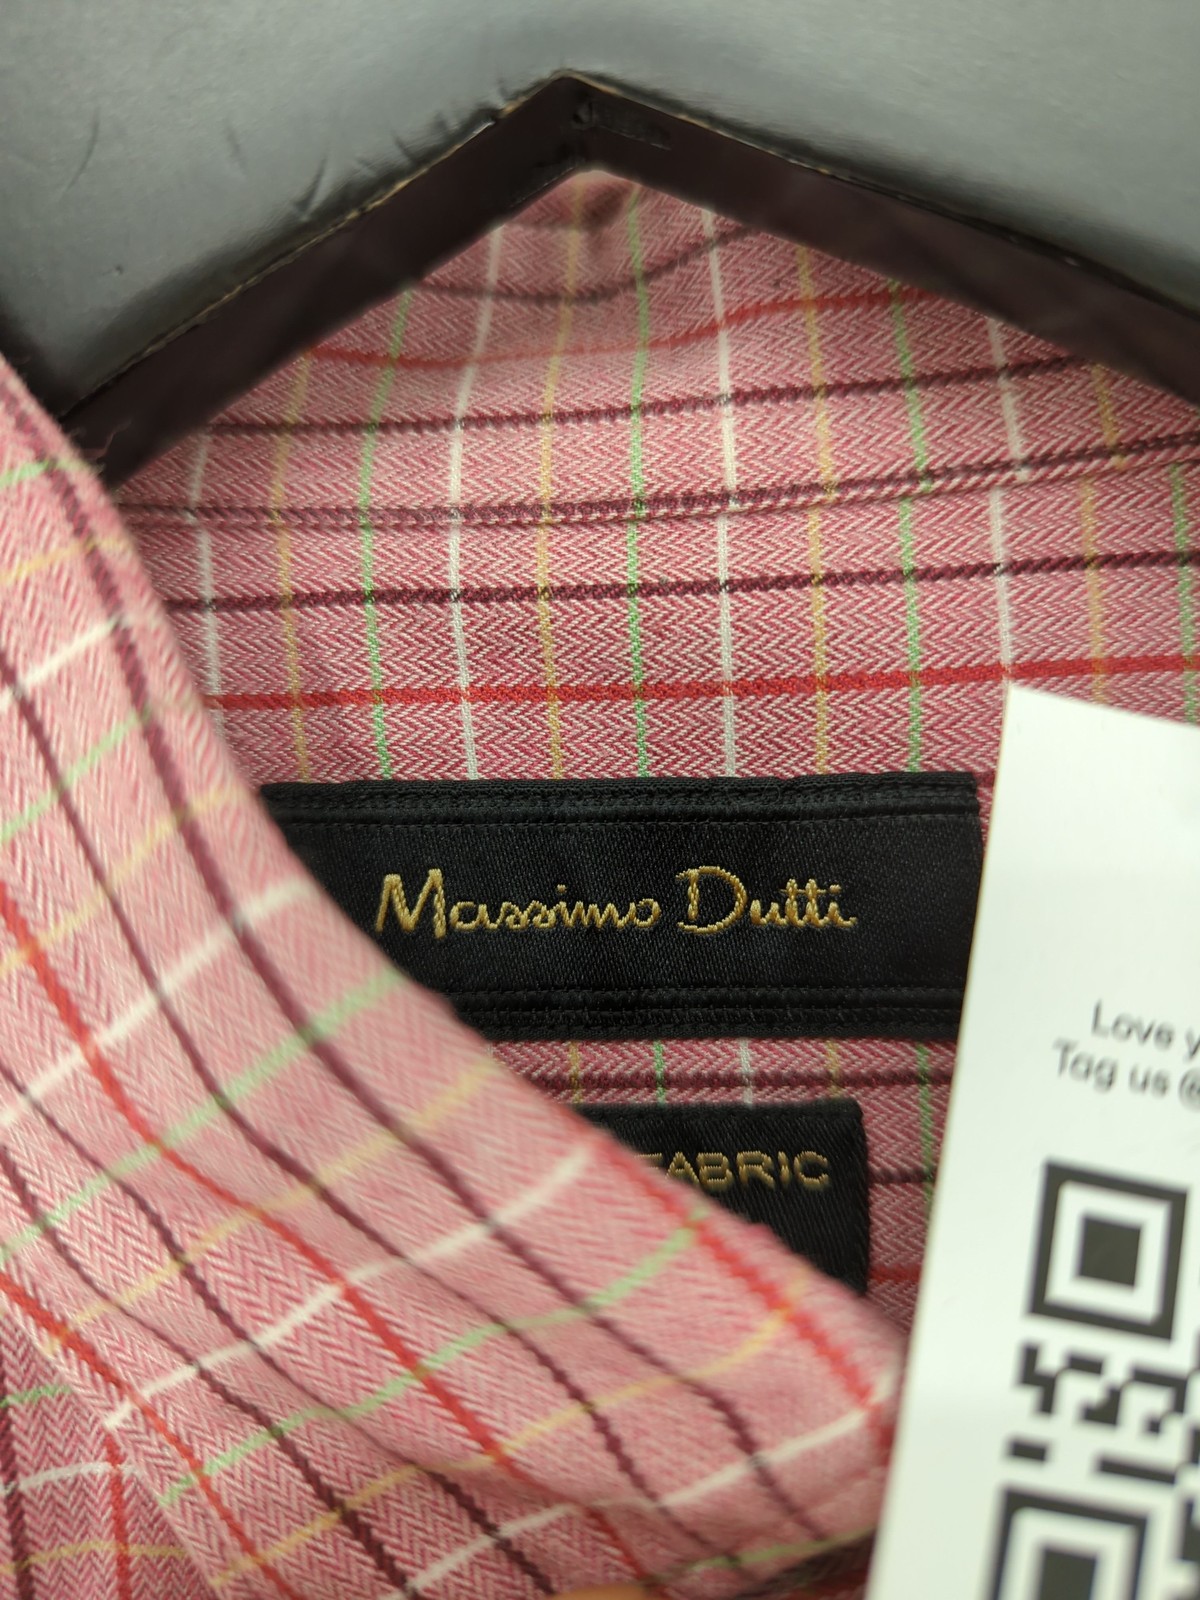 Massimo Dutti
FABRIC
Love
Tag us @